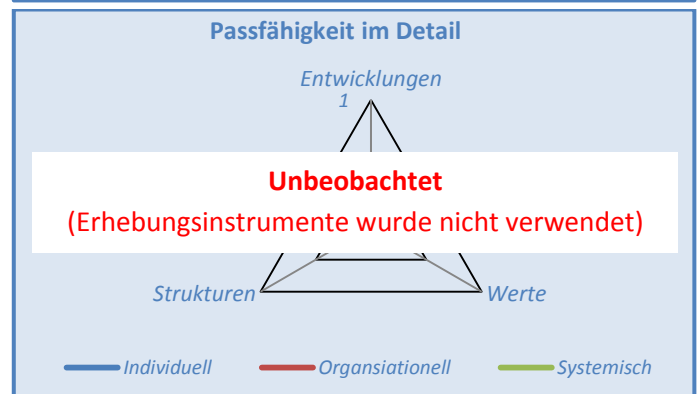 Passfähigkeit im Detail
Entwicklungen
1
Unbeobachtet
(Erhebungsinstrumente wurde nicht verwendet)
Strukturen
Werte
Individuell
Organsiationell
Systemisch